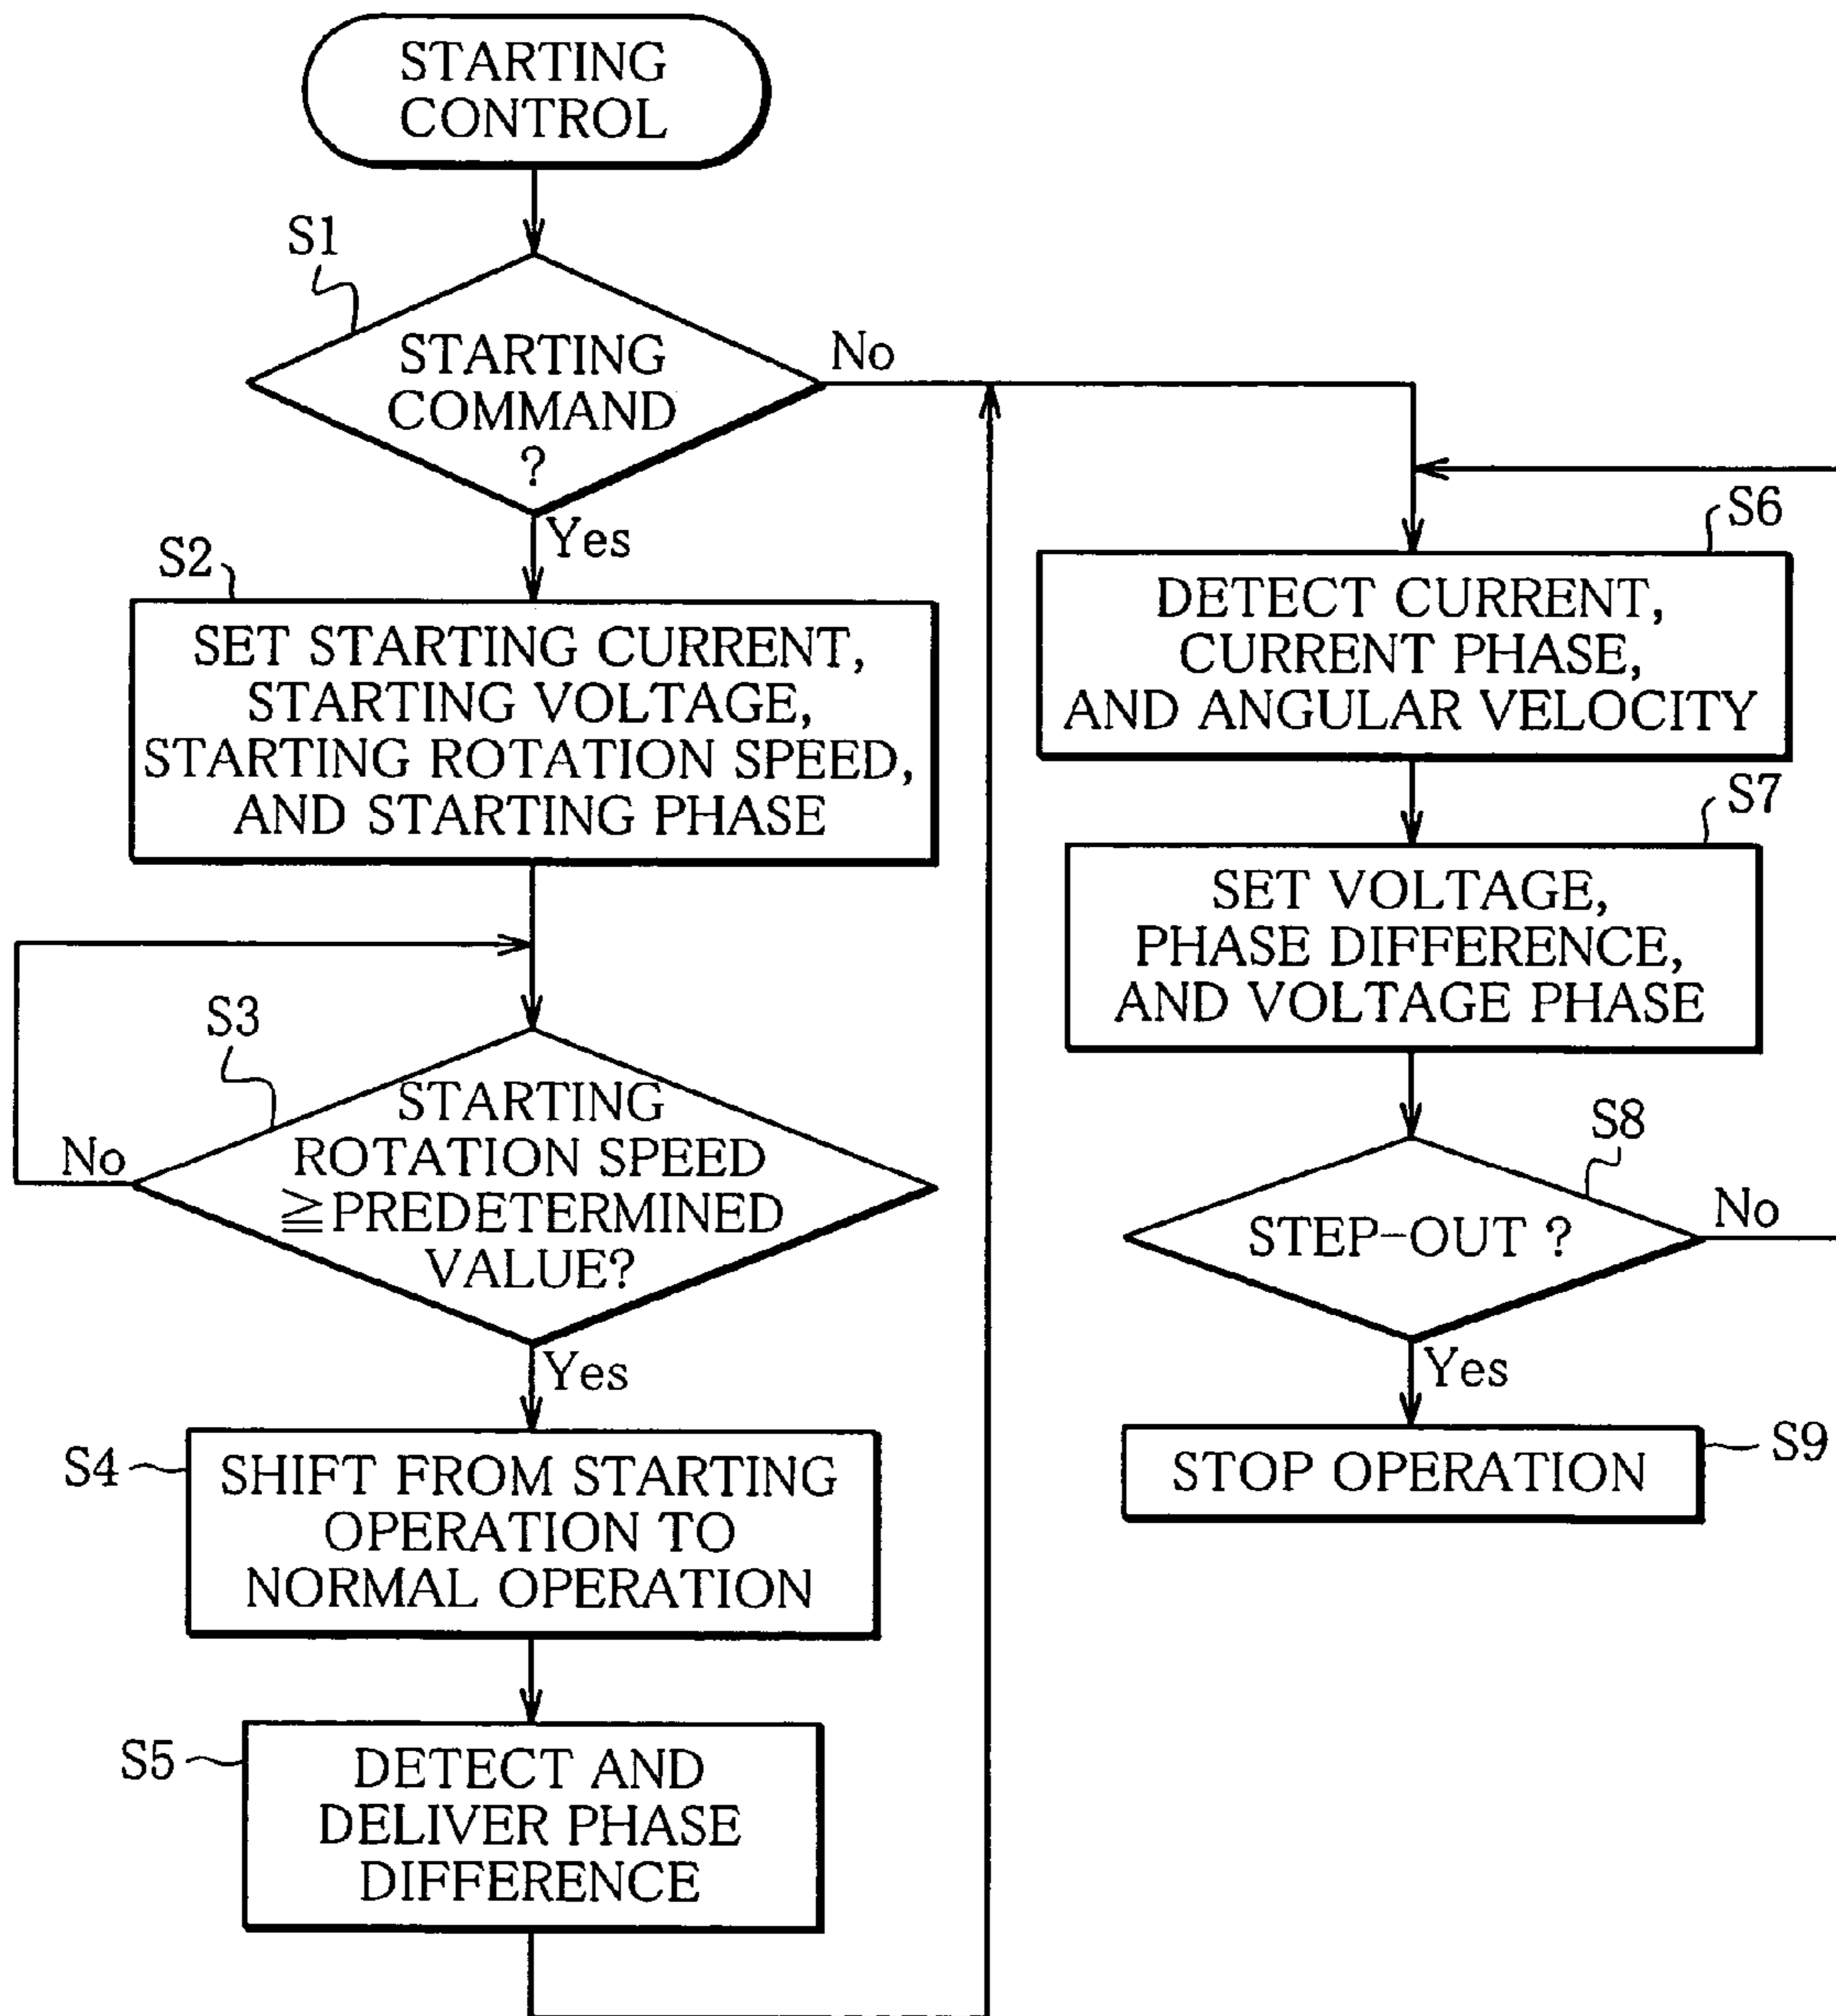 STARTING
CONTROL
S1
STARTING
COMMAND
?
No
Yes
S2
SET STARTING CURRENT,
STARTING VOLTAGE,
STARTING ROTATION SPEED,
AND STARTING PHASE
S3
STARTING
ROTATION SPEED
≧PREDETERMINED
VALUE?
No
Yes
S4
SHIFT FROM STARTING
OPERATION TO
NORMAL OPERATION
S5
DETECT AND
DELIVER PHASE
DIFFERENCE
S6
DETECT CURRENT,
CURRENT PHASE,
AND ANGULAR VELOCITY
S7
SET VOLTAGE,
PHASE DIFFERENCE,
AND VOLTAGE PHASE
S8
STEP-OUT ?
No
Yes
STOP OPERATION
S9